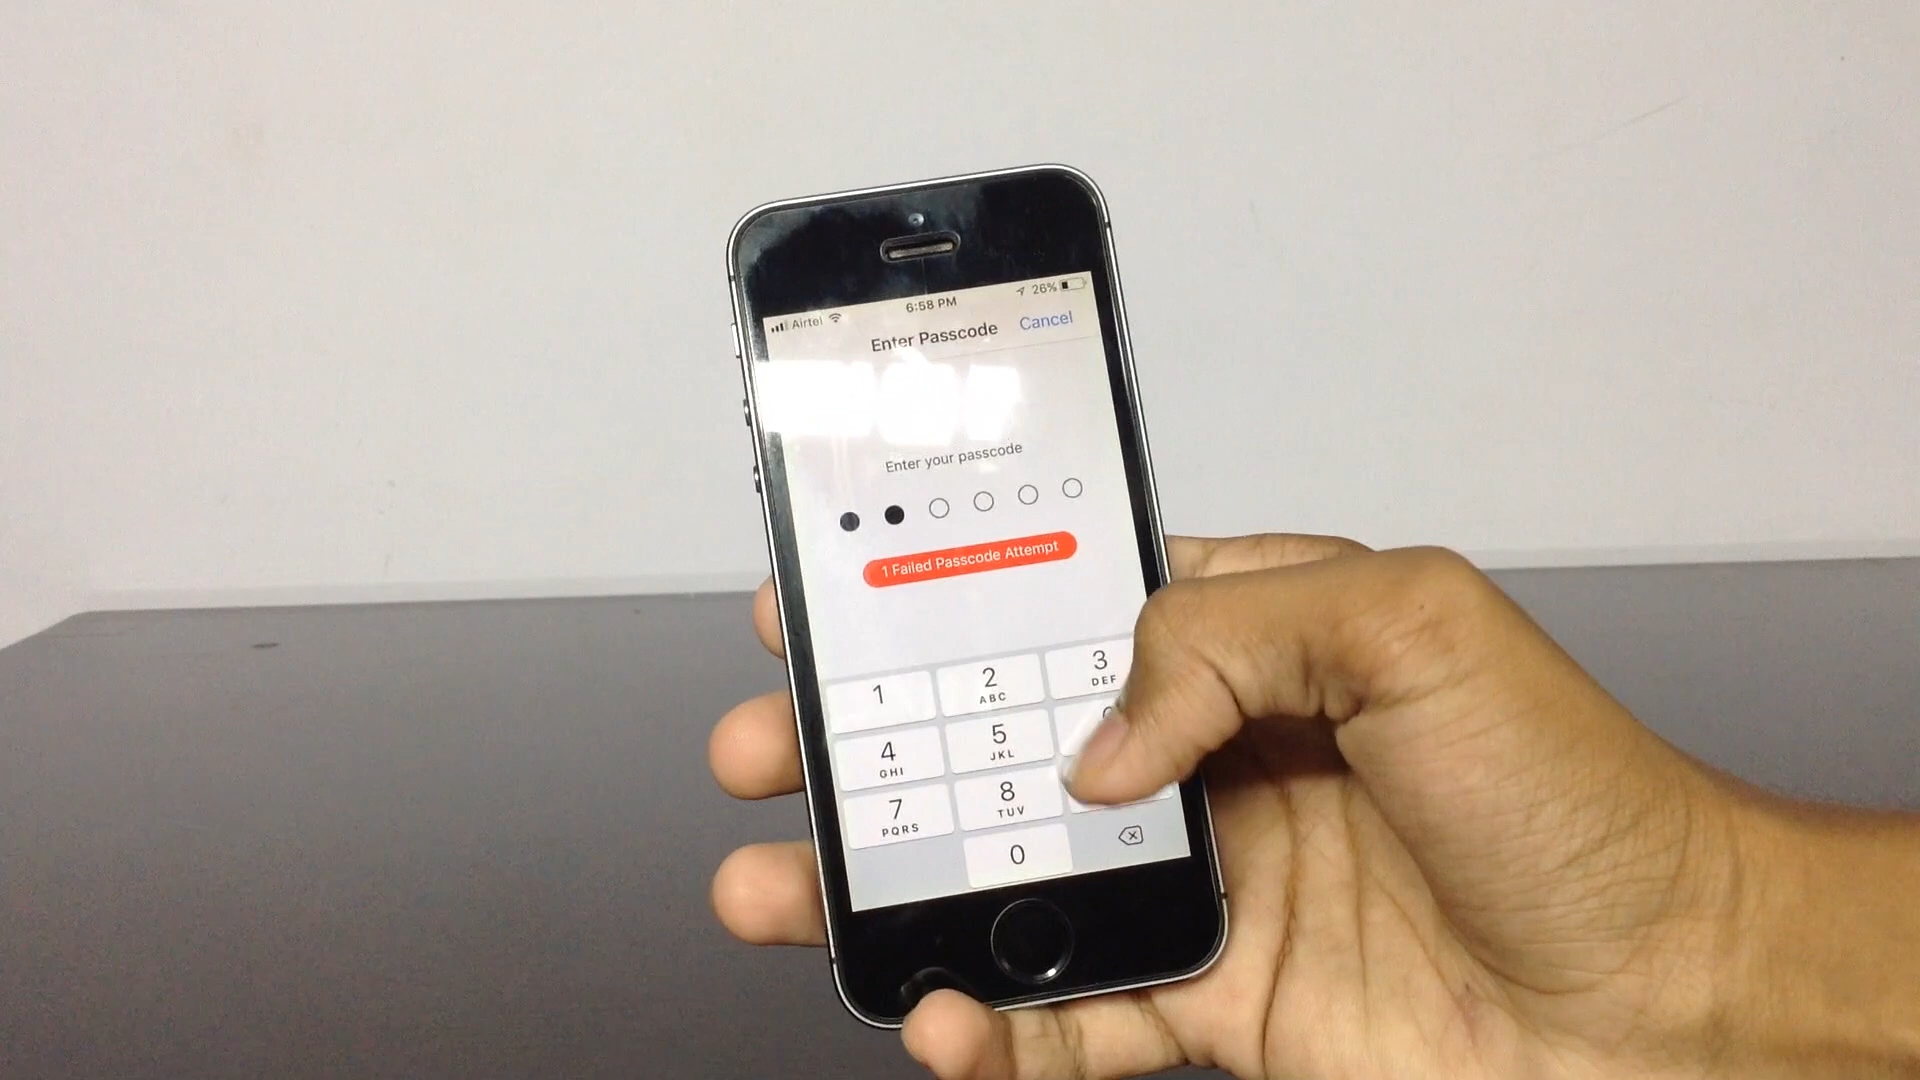 Airtel 6:58 PM 26%
Enter Passcode Cancel
Enter your passcode
1 Failed Passcode Attempt
1 2 3
ABC DEF
4 5
GHI JKL
7 8
PQRS TUV
0